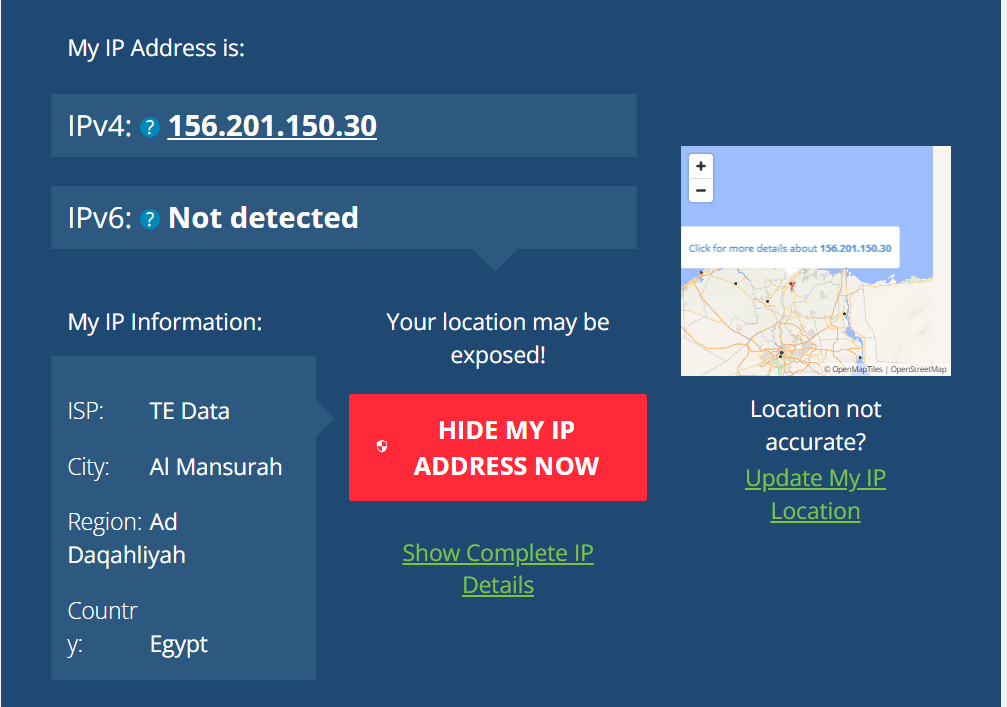 My IP Address is:
IPv4: ? 156.201.150.30
IPv6: ? Not detected
My IP Information:
ISP: TE Data
City: Al Mansurah
Region: Ad
Daqahliyah
Countr
y: Egypt
Your location may be
exposed!
HIDE MY IP
ADDRESS NOW
Show Complete IP
Details
+
−
Click for more details about 156.201.150.30
© OpenMapTiles | OpenStreetMap
Location not
accurate?
Update My IP
Location